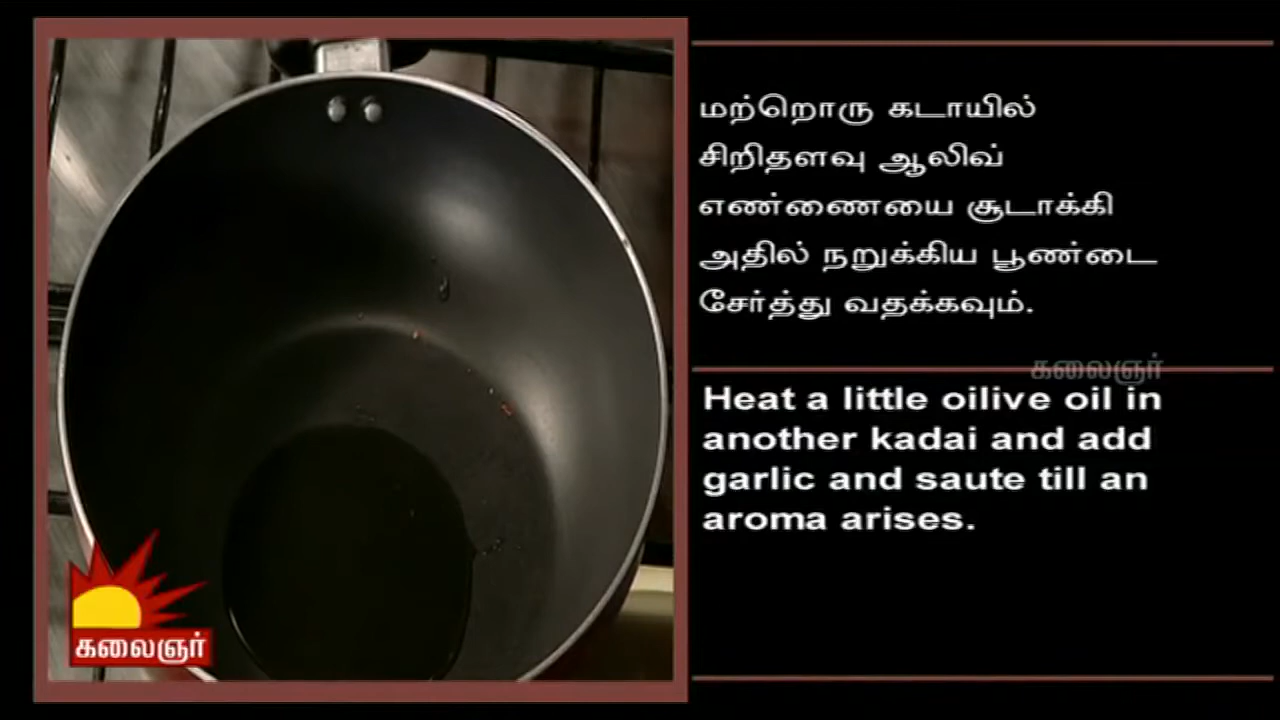 மற்றொரு கடாயில்
சிறிதளவு ஆலிவ்
எண்ணெயை சூடாக்கி
அதில் நறுக்கிய பூண்டை
சேர்த்து வதக்கவும்.
கலைஞர்
Heat a little oilive oil in
another kadai and add
garlic and saute till an
aroma arises.
கலைஞர்